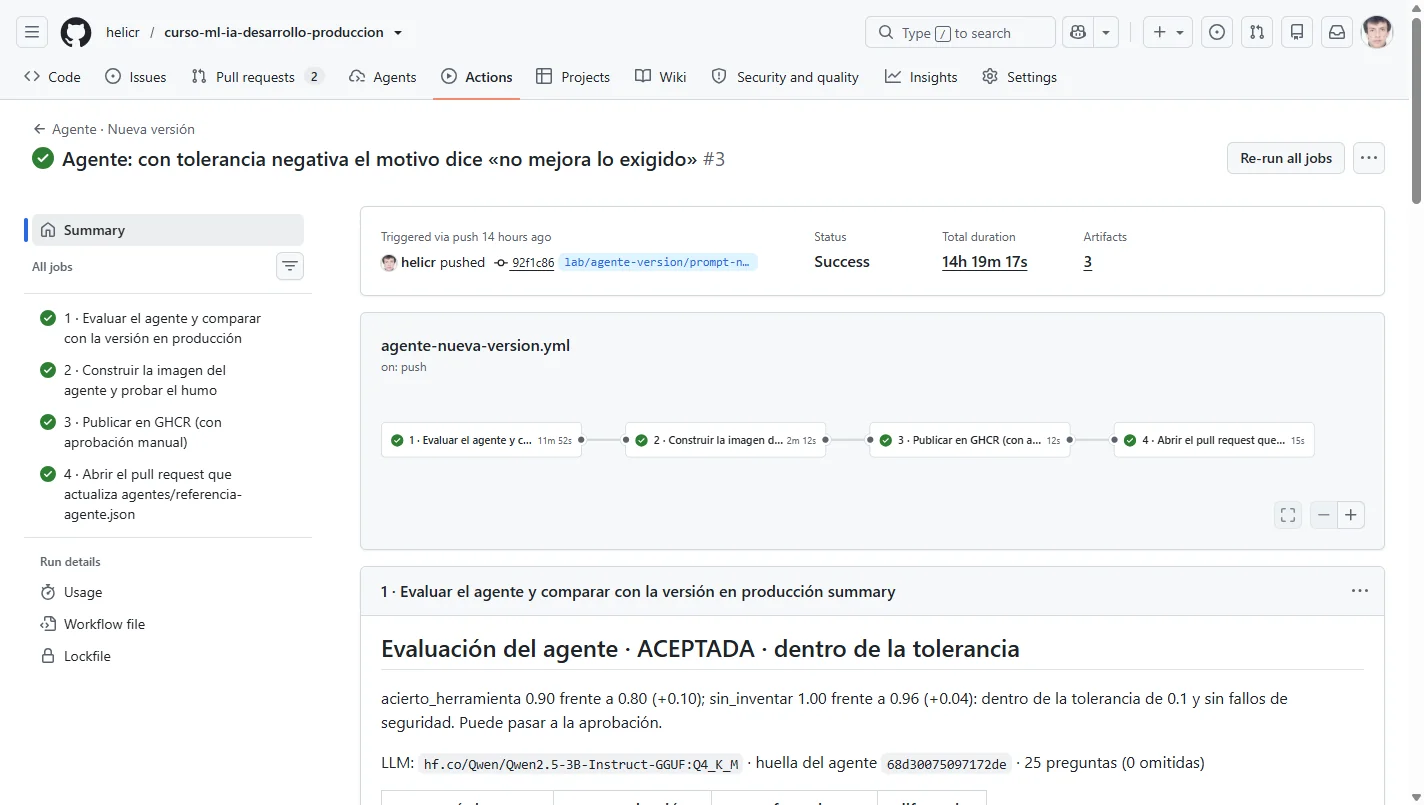 helicr / curso-ml-ia-desarrollo-produccion
Type / to search
Code
Issues
Pull requests 2
Agents
Actions
Projects
Wiki
Security and quality
Insights
Settings
Agente · Nueva versión
Agente: con tolerancia negativa el motivo dice «no mejora lo exigido» #3
Re-run all jobs
Summary
All jobs
1 · Evaluar el agente y comparar
con la versión en producción
2 · Construir la imagen del
agente y probar el humo
3 · Publicar en GHCR (con
aprobación manual)
4 · Abrir el pull request que
actualiza agentes/referencia-
agente.json
Run details
Usage
Workflow file
Lockfile
Triggered via push 14 hours ago
helicr pushed 92f1c86 lab/agente-version/prompt-n…
Status
Success
Total duration
14h 19m 17s
Artifacts
3
agente-nueva-version.yml
on: push
1 · Evaluar el agente y c... 11m 52s
2 · Construir la imagen d... 2m 12s
3 · Publicar en GHCR (con a... 12s
4 · Abrir el pull request que... 15s
1 · Evaluar el agente y comparar con la versión en producción summary
Evaluación del agente · ACEPTADA · dentro de la tolerancia
acierto_herramienta 0.90 frente a 0.80 (+0.10); sin_inventar 1.00 frente a 0.96 (+0.04): dentro de la tolerancia de 0.1 y sin fallos de
seguridad. Puede pasar a la aprobación.
LLM: hf.co/Qwen/Qwen2.5-3B-Instruct-GGUF:Q4_K_M · huella del agente 68d30075097172de · 25 preguntas (0 omitidas)